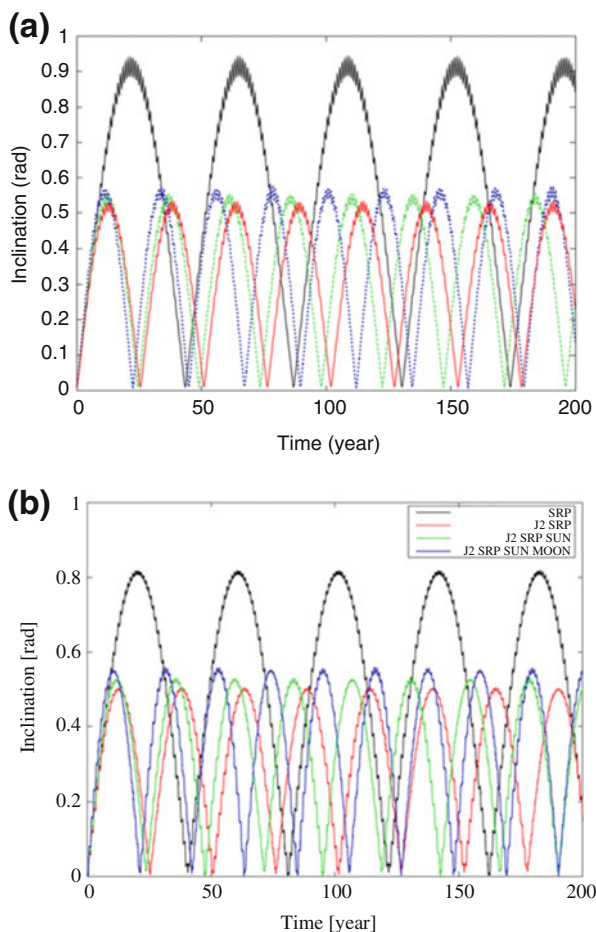 (a)
1
0.9
0.8
0.7
0.6
0.5
0.4
0.3
0.2
0.1
0
Inclination (rad)
0 50 100 150 200
Time (year)
(b)
1
0.8
0.6
0.4
0.2
0
Inclination [rad]
SRP
J2 SRP
J2 SRP SUN
J2 SRP SUN MOON
0 50 100 150 200
Time [year]